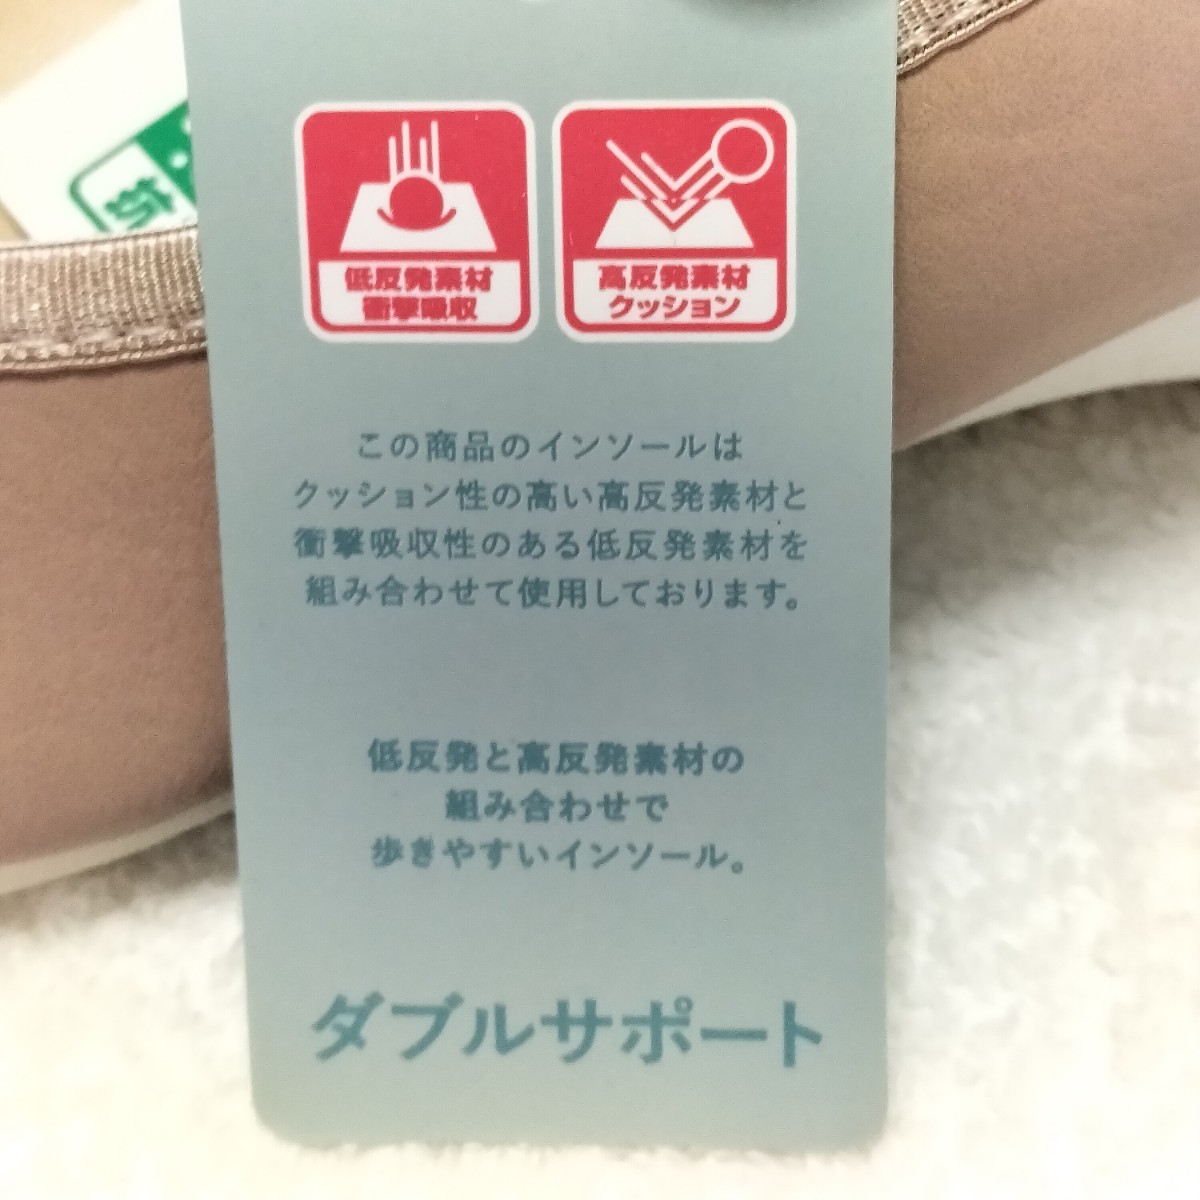 抗
低反発素材
衝撃吸収
高反発素材
クッション
この商品のインソールは
クッション性の高い高反発素材と
衝撃吸収性のある低反発素材を
組み合わせて使用しております。
低反発と高反発素材の
組み合わせで
歩きやすいインソール。
ダブルサポート